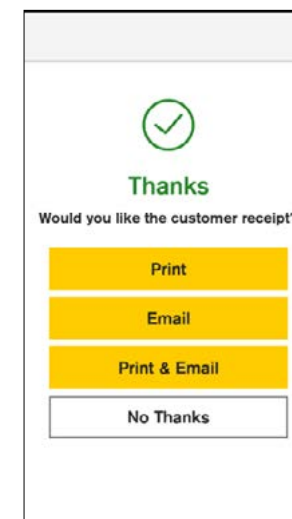 Thanks
Would you like the customer receipt?
Print
Email
Print & Email
No Thanks